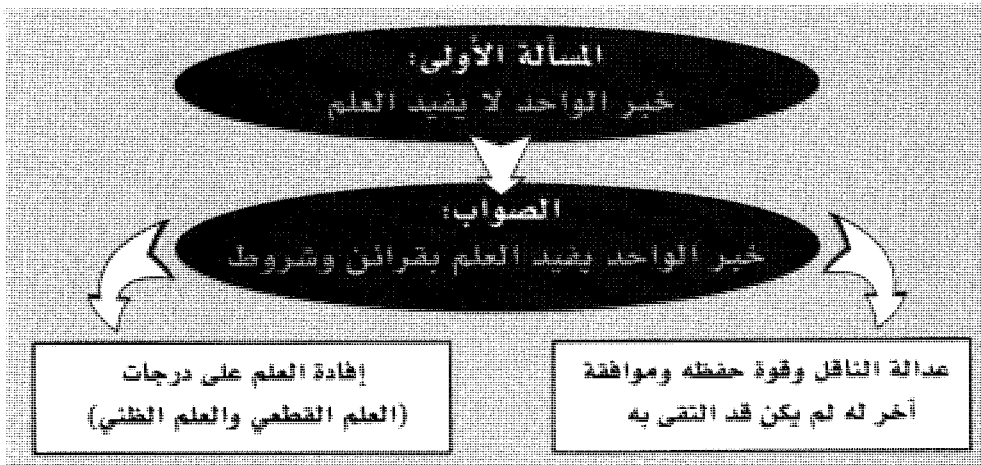 المسألة الأولى:
خبر الواحد لا يفيد العلم
الصواب:
خبر الواحد يفيد العلم بقرائن وشروط
عدالة الناقل وقوة حفظه وموافقة
آخر له لم يكن قد التقى به
إفادة العلم على درجات
(العلم القطعي والعلم الظني)